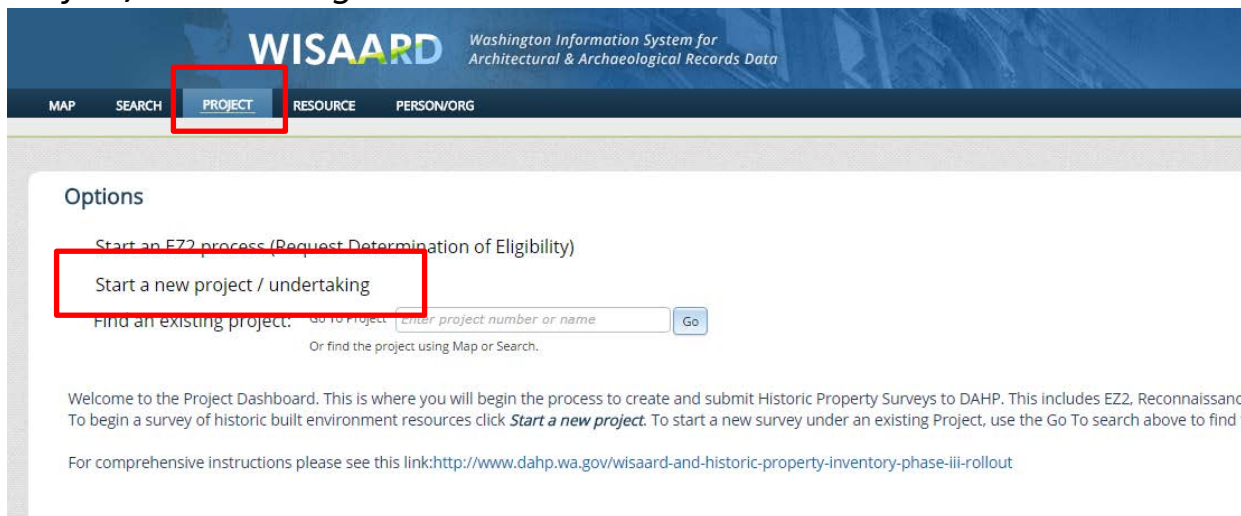 WISAARD
Washington Information System for
Architectural & Archaeological Records Data
MAP SEARCH PROJECT RESOURCE PERSON/ORG
Options
Start an EZ2 process (Request Determination of Eligibility)
Start a new project / undertaking
Find an existing project: Go To Project Enter project number or name Go
Or find the project using Map or Search.
Welcome to the Project Dashboard. This is where you will begin the process to create and submit Historic Property Surveys to DAHP. This includes EZ2,
To begin a survey of historic built environment resources click Start a new project. To start a new survey under an existing Project, use the Go To search above to find
For comprehensive instructions please see this link:http://www.dahp.wa.gov/wisaard-and-historic-property-inventory-phase-iii-rollout